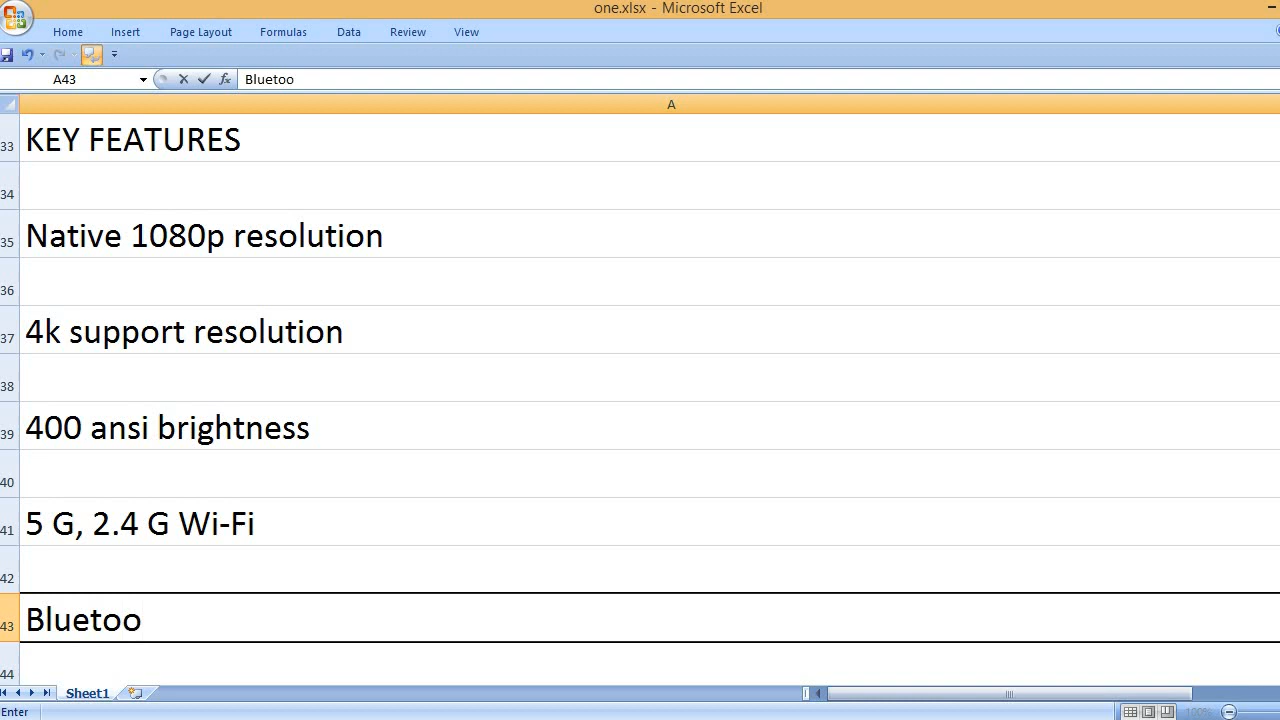 one.xlsx - Microsoft Excel
Home Insert Page Layout Formulas Data Review View
A43 fx Bluetoo
A
33 KEY FEATURES
34
35 Native 1080p resolution
36
37 4k support resolution
38
39 400 ansi brightness
40
41 5 G, 2.4 G Wi-Fi
42
43 Bluetoo
44
Sheet1
Enter 100%